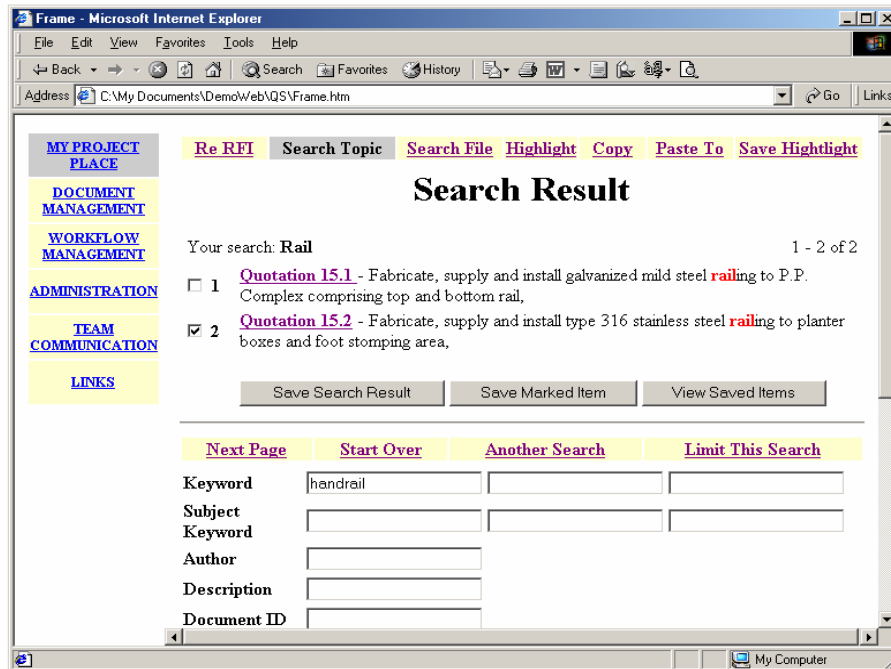 Frame - Microsoft Internet Explorer
File Edit View Favorites Tools Help
Back Search Favorites History
Address C:\My Documents\DemoWeb\QS\Frame.htm Go Links
MY PROJECT
PLACE
DOCUMENT
MANAGEMENT
WORKFLOW
MANAGEMENT
ADMINISTRATION
TEAM
COMMUNICATION
LINKS
Re RFI Search Topic Search File Highlight Copy Paste To Save Hightlight
Search Result
Your search: Rail 1 - 2 of 2
1 Quotation 15.1 - Fabricate, supply and install galvanized mild steel railing to P.P.
Complex comprising top and bottom rail,
2 Quotation 15.2 - Fabricate, supply and install type 316 stainless steel railing to planter
boxes and foot stomping area,
Save Search Result Save Marked Item View Saved Items
Next Page Start Over Another Search Limit This Search
Keyword handrail
Subject
Keyword
Author
Description
Document ID
My Computer